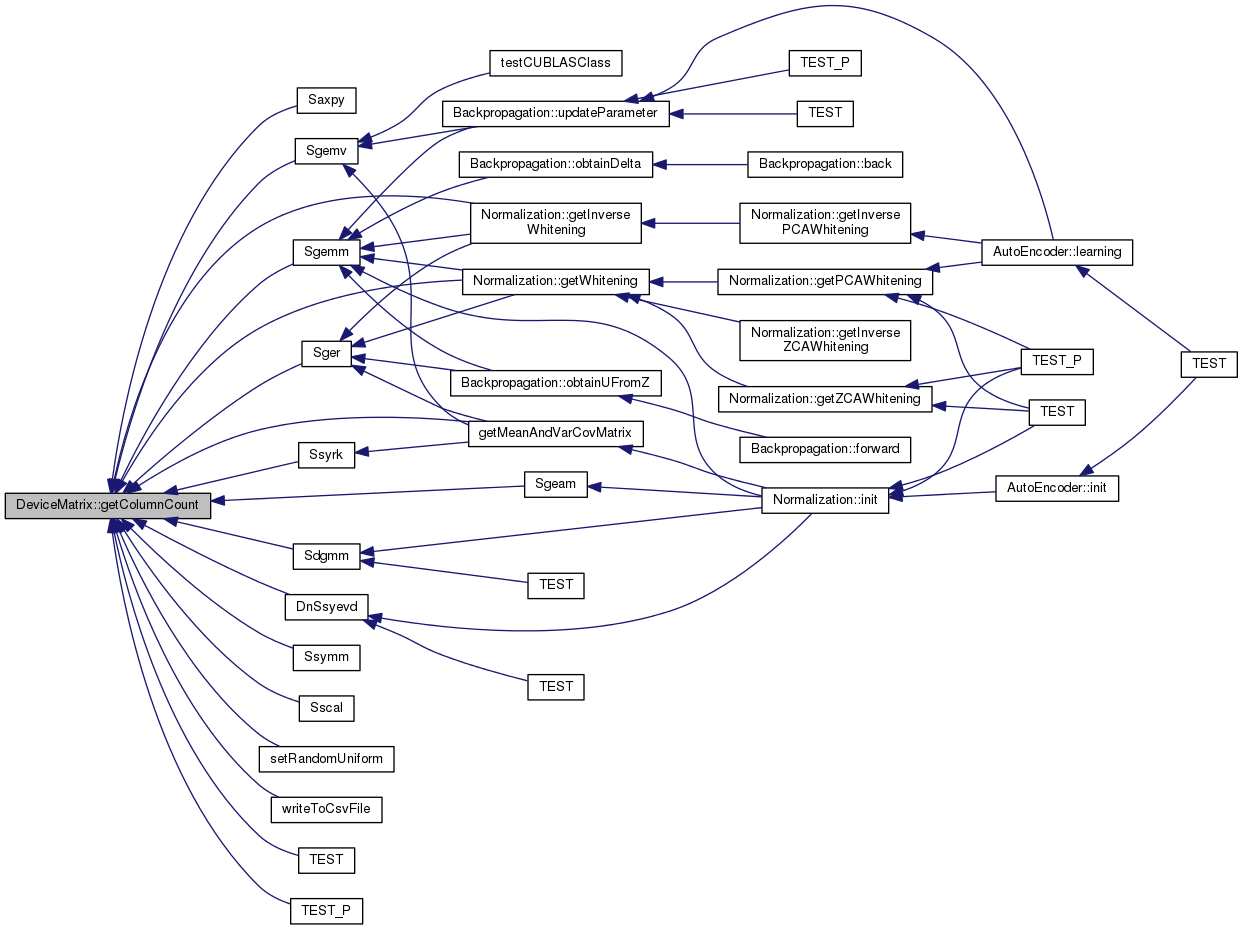 DeviceMatrix::getColumnCount
Saxpy
Sgemv
Sgemm
Sger
Ssyrk
Sgeam
Sdgmm
DnSsyevd
Ssymm
Sscal
setRandomUniform
writeToCsvFile
TEST
TEST_P
testCUBLASClass
Backpropagation::updateParameter
Backpropagation::obtainDelta
Normalization::getInverse
Whitening
Normalization::getWhitening
Backpropagation::obtainUFromZ
getMeanAndVarCovMatrix
TEST
TEST
TEST_P
TEST
Backpropagation::back
Normalization::getInverse
PCAWhitening
Normalization::getPCAWhitening
Normalization::getInverse
ZCAWhitening
Normalization::getZCAWhitening
Backpropagation::forward
Normalization::init
AutoEncoder::learning
TEST_P
TEST
AutoEncoder::init
TEST